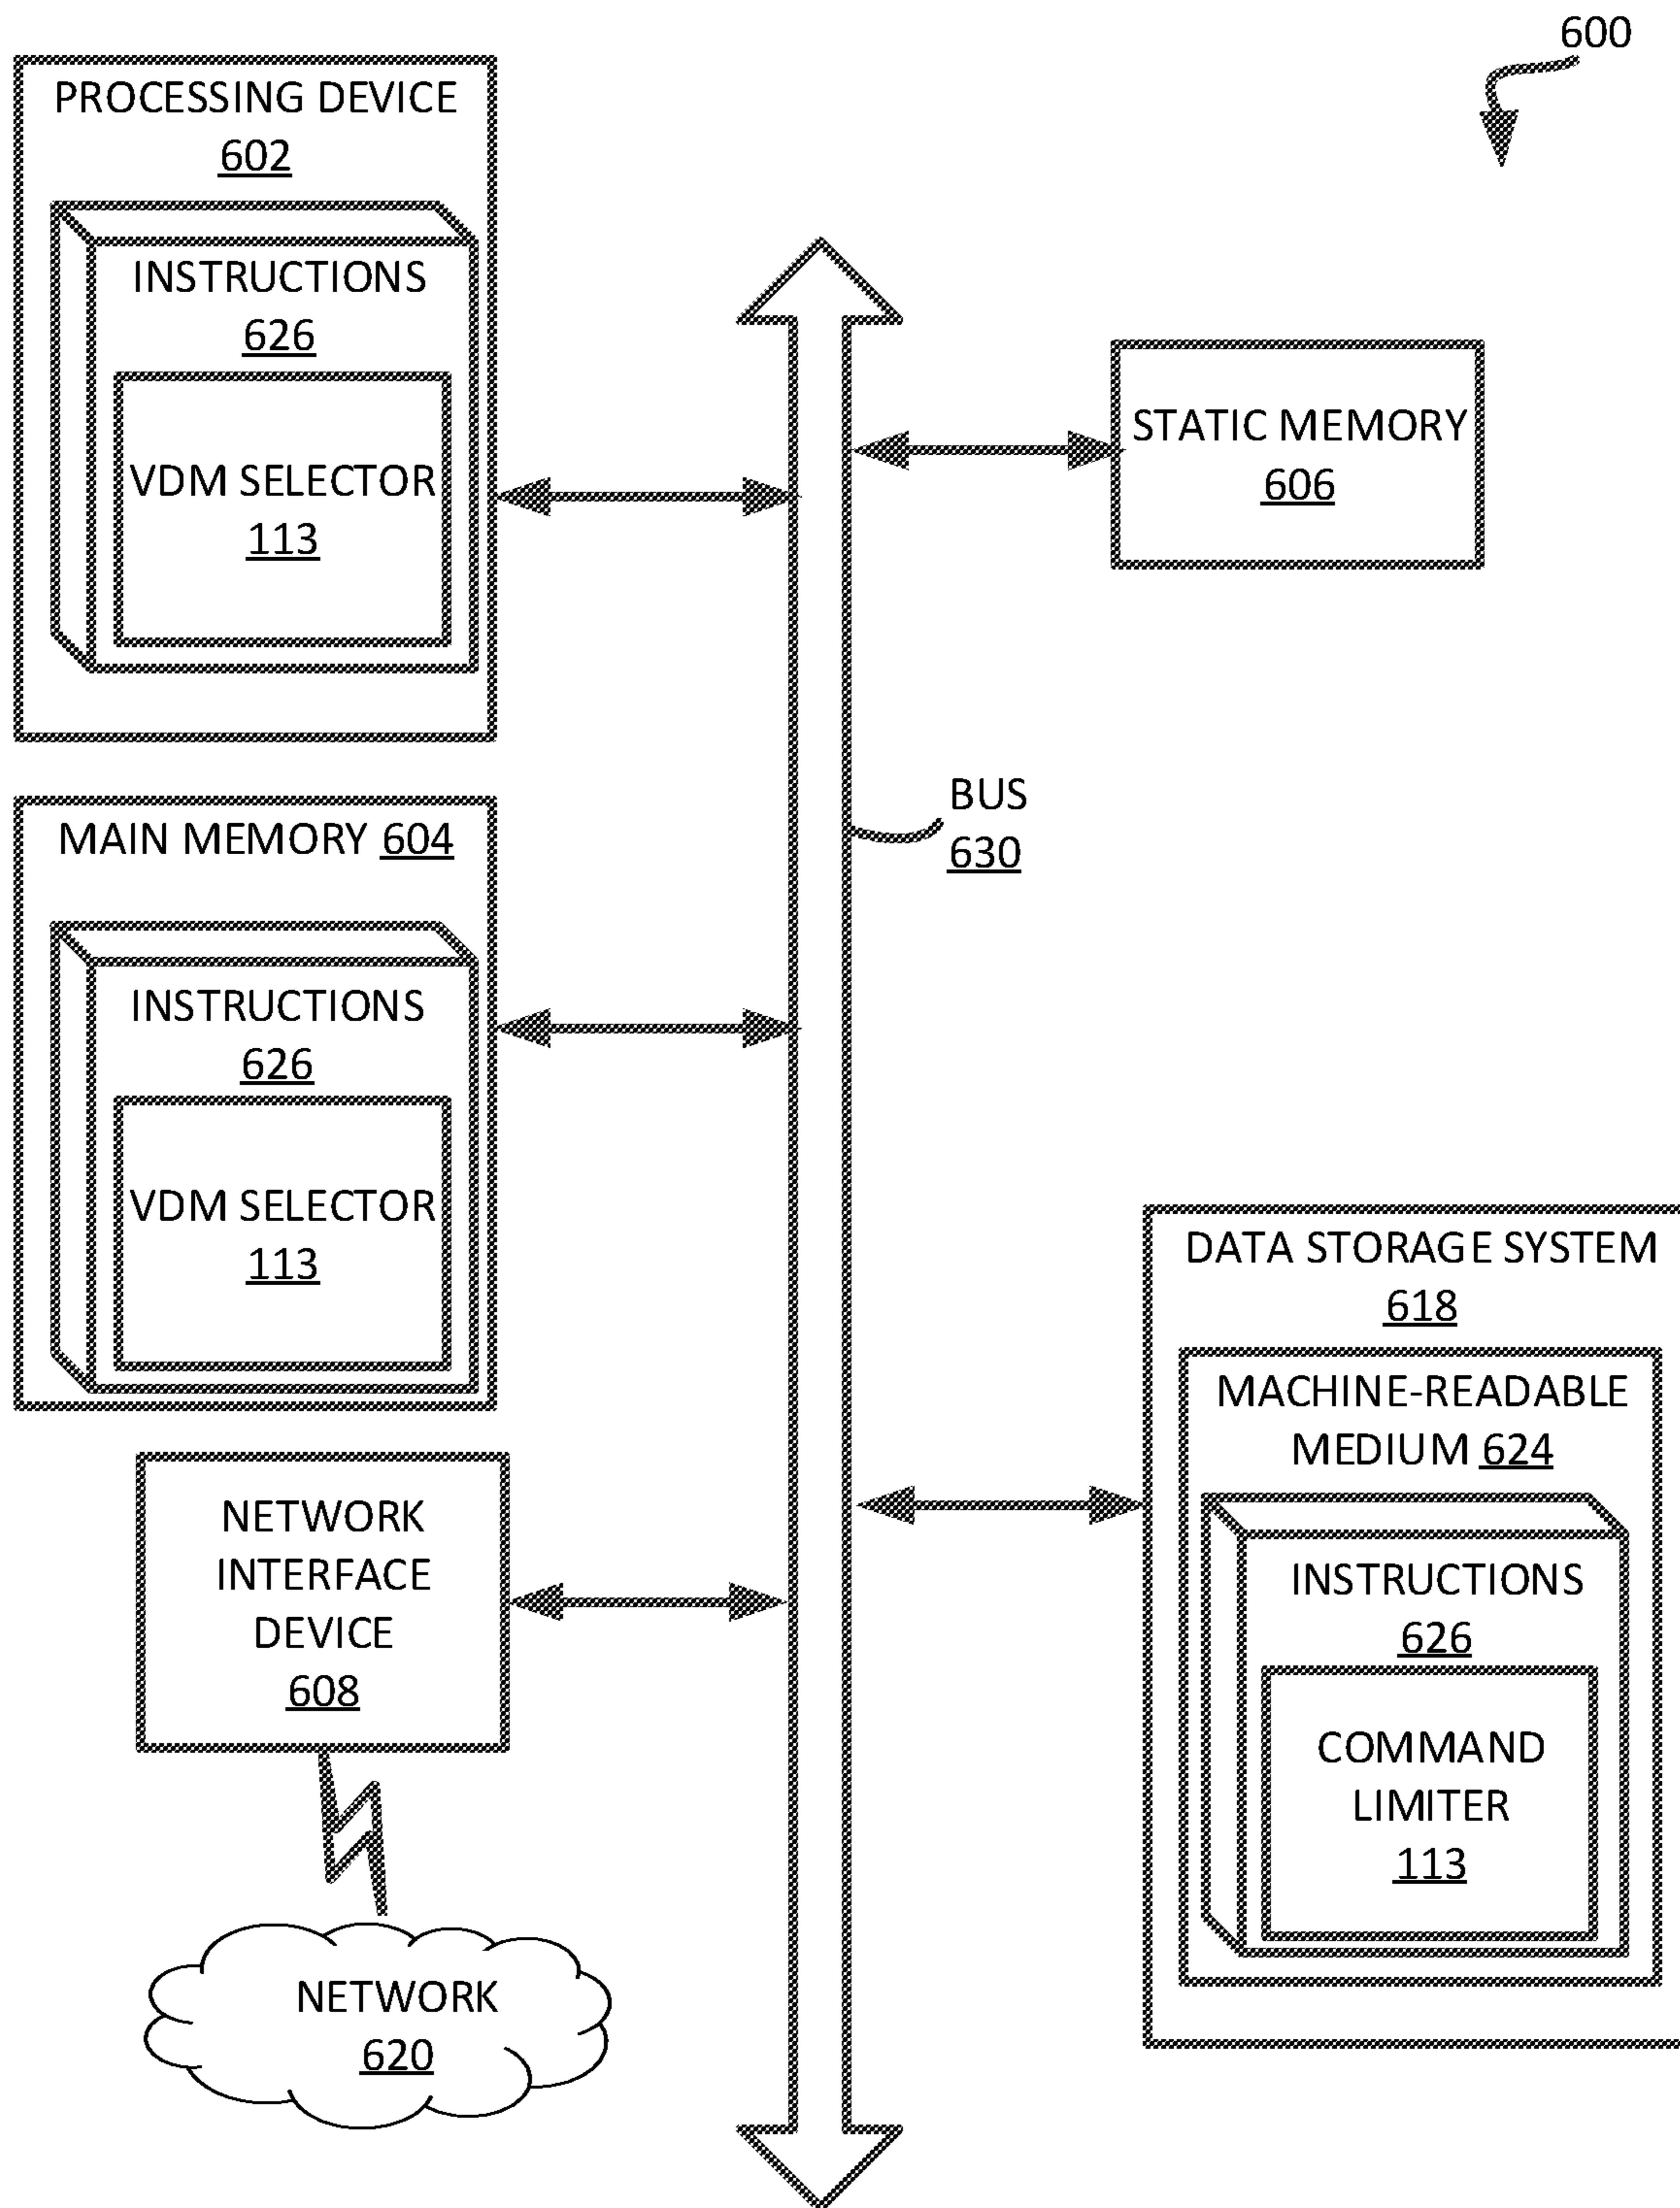 600
PROCESSING DEVICE
602
INSTRUCTIONS
626
VDM SELECTOR
113
STATIC MEMORY
606
BUS
630
MAIN MEMORY 604
INSTRUCTIONS
626
VDM SELECTOR
113
DATA STORAGE SYSTEM
618
MACHINE-READABLE
MEDIUM 624
INSTRUCTIONS
626
COMMAND
LIMITER
113
NETWORK
INTERFACE
DEVICE
608
NETWORK
620